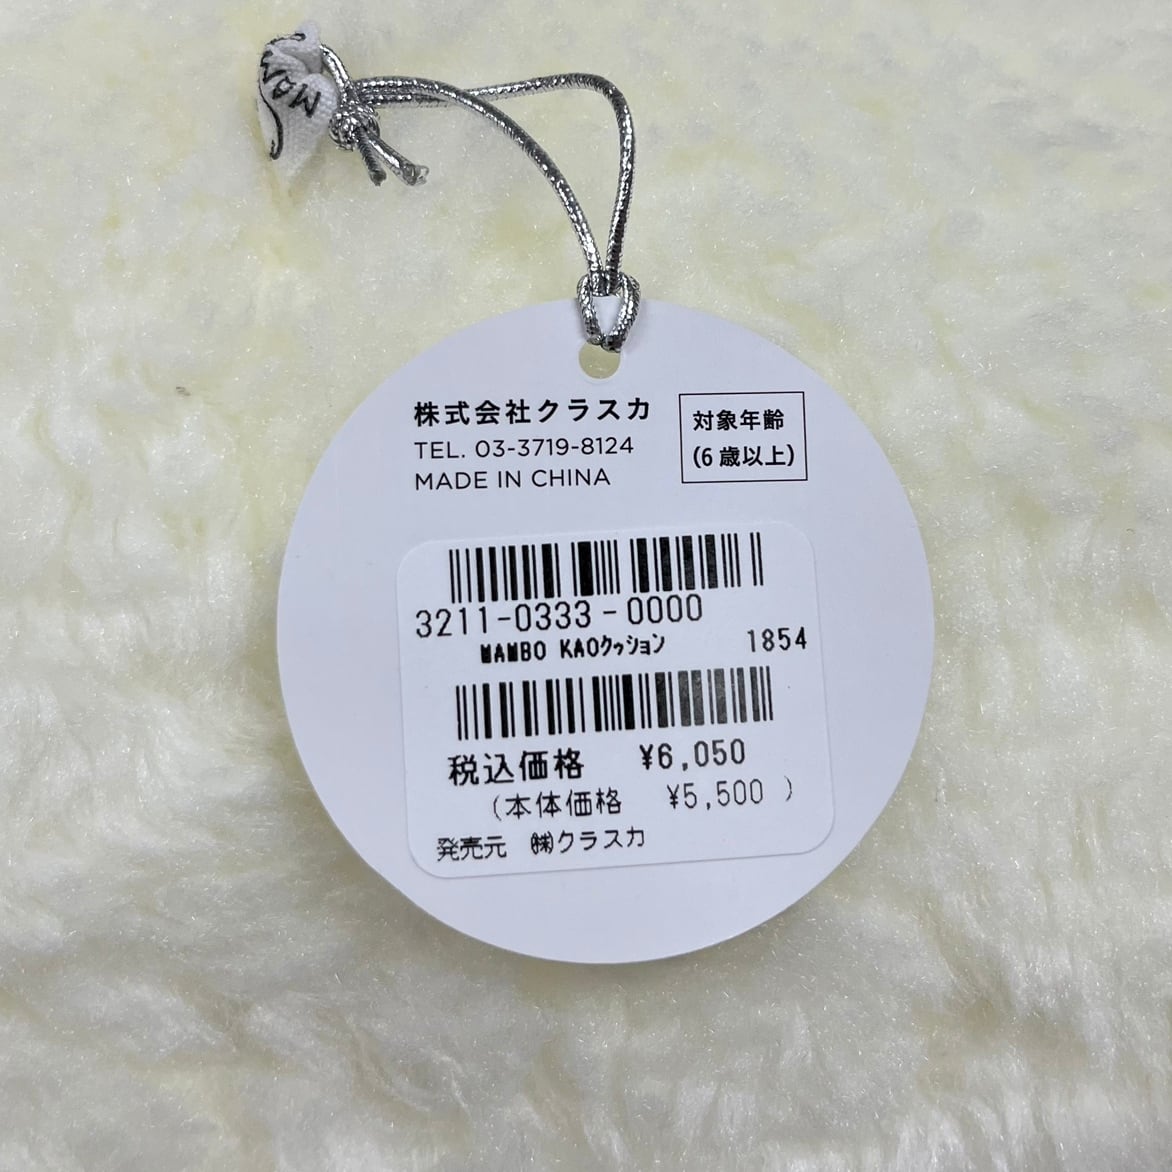 MAM
株式会社クラスカ
TEL. 03-3719-8124
MADE IN CHINA
対象年齢
(6歳以上)
3211-0333-0000
MAMBO KAOクッション 1854
税込価格 ¥6,050
(本体価格 ¥5,500 )
発売元 ㈱クラスカ